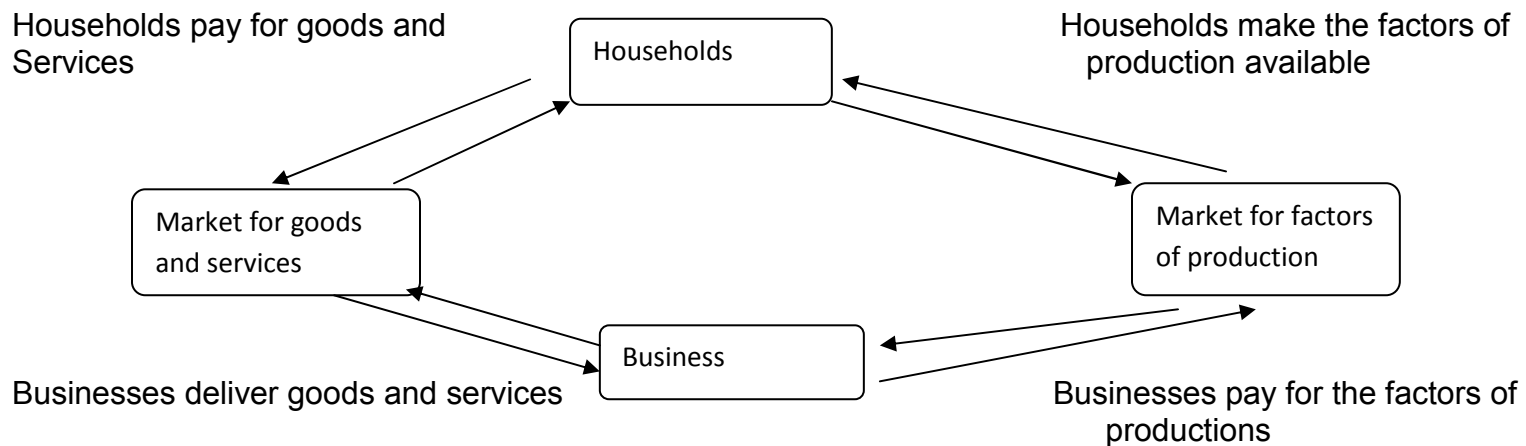 Households pay for goods and
Services
Households
Households make the factors of
production available
Market for goods
and services
Market for factors
of production
Business
Businesses deliver goods and services
Businesses pay for the factors of
productions